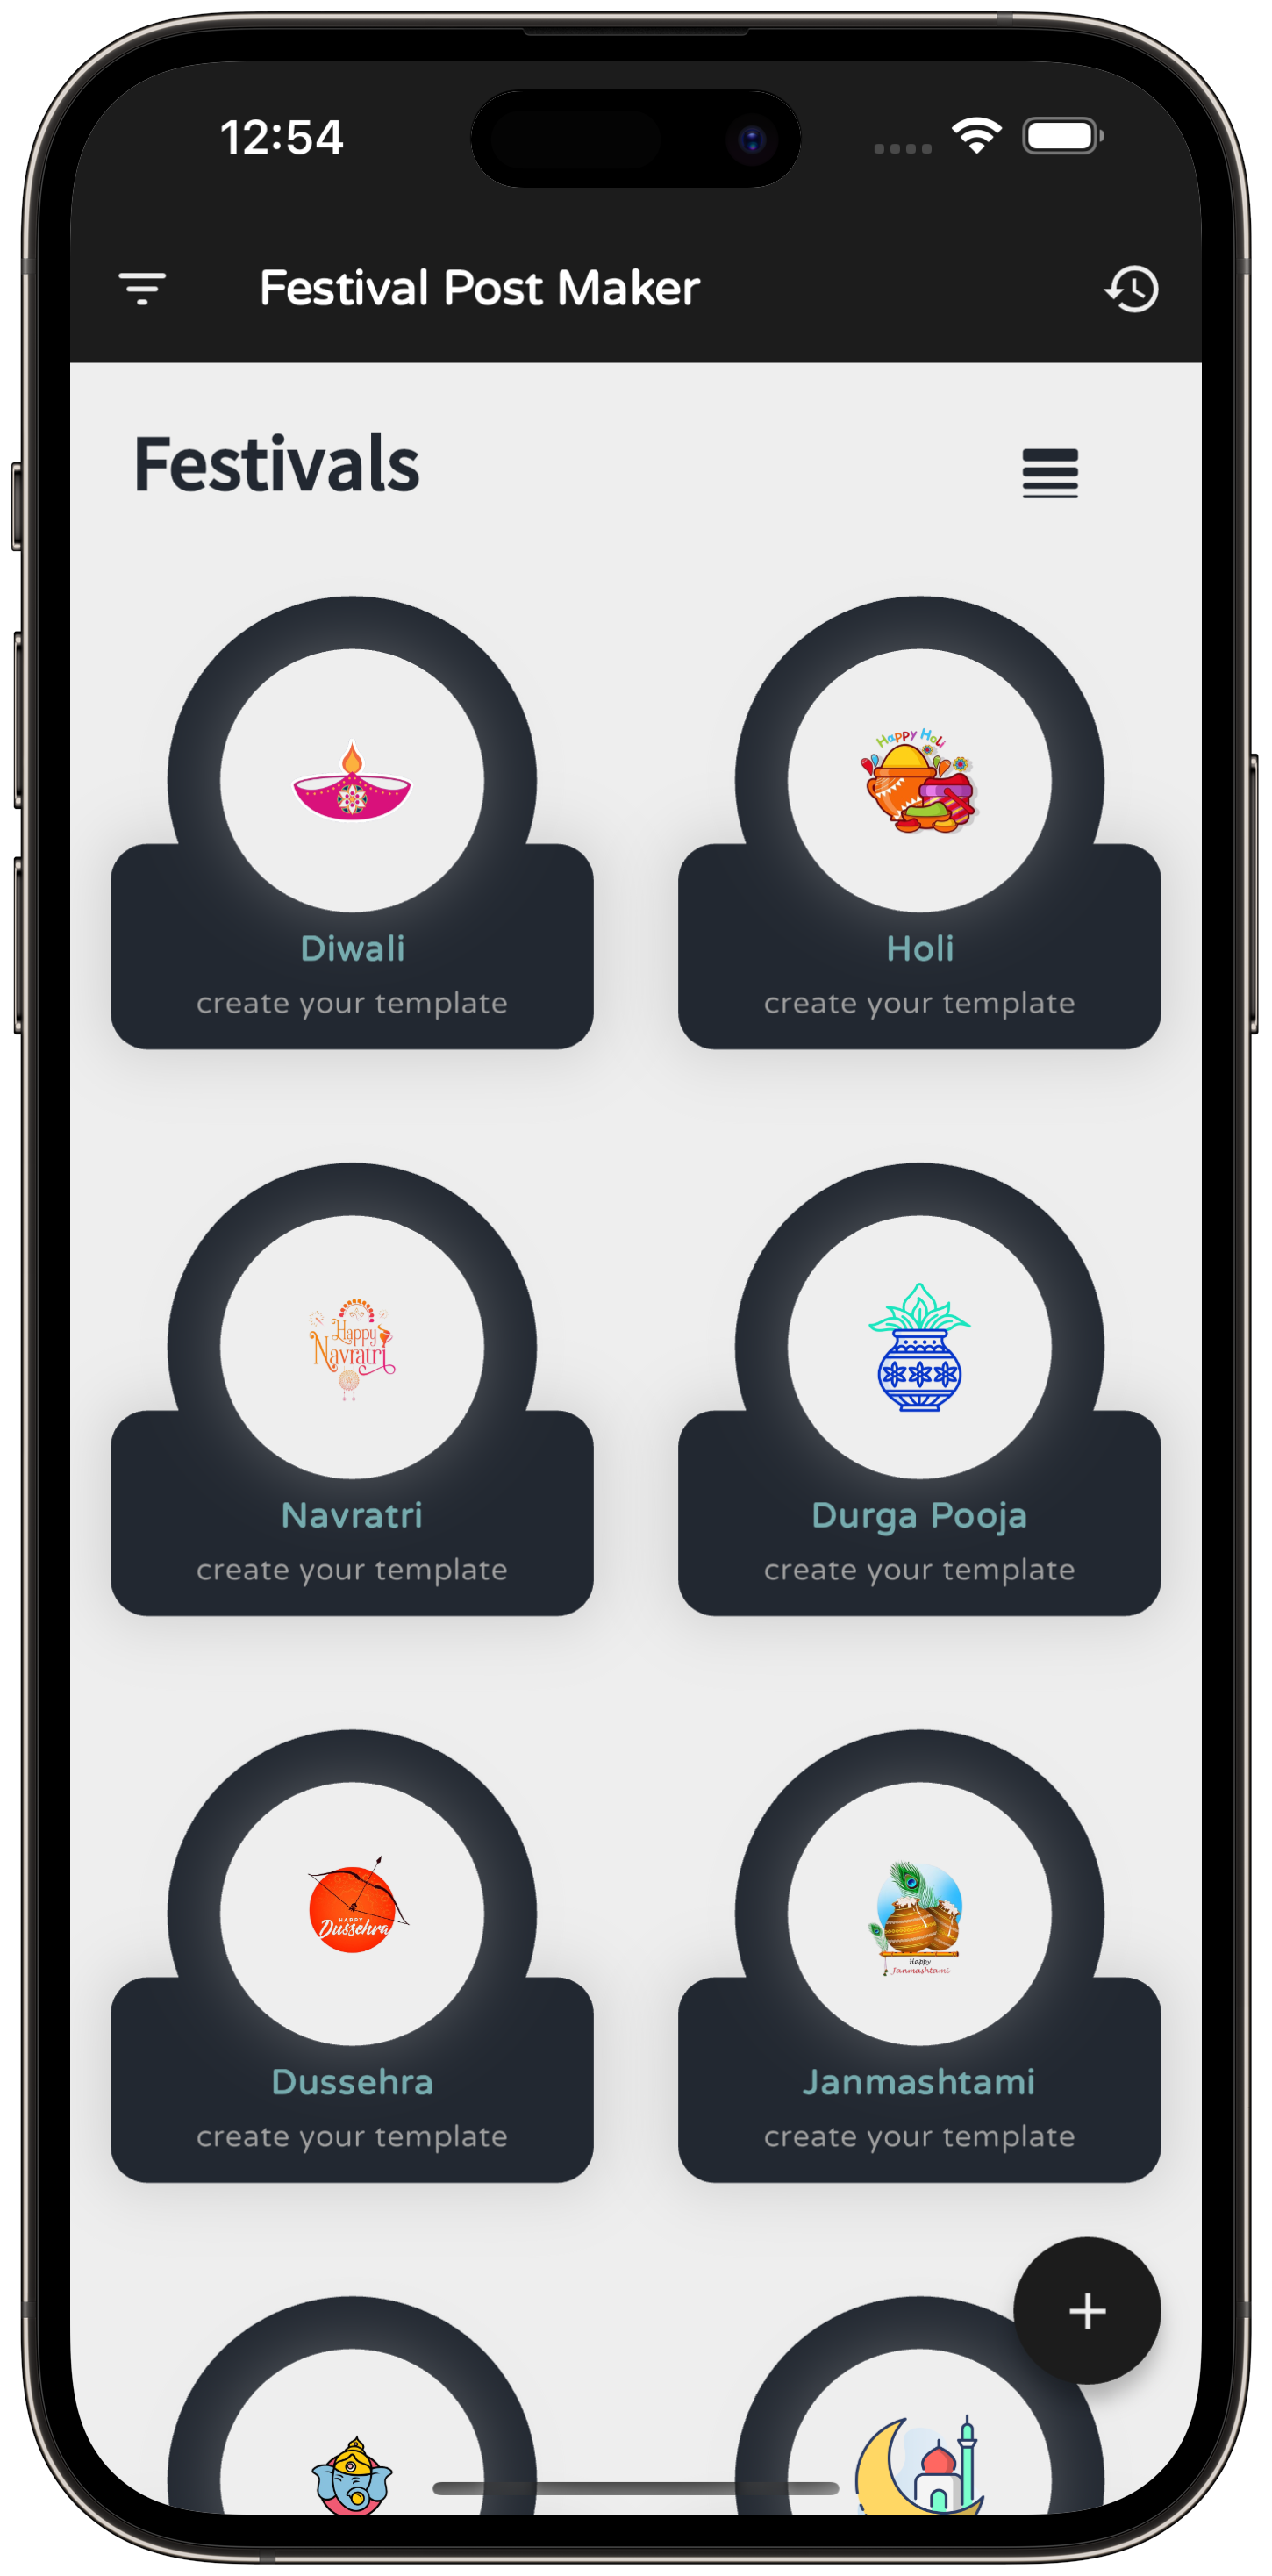 12:54
Festival Post Maker
Festivals
Happy Holi
Diwali
Holi
create your template
create your template
Happy
Navratri
Navratri
Durga Pooja
create your template
create your template
HAPPY
Dussehra
Happy
Janmashtami
Dussehra
Janmashtami
create your template
create your template